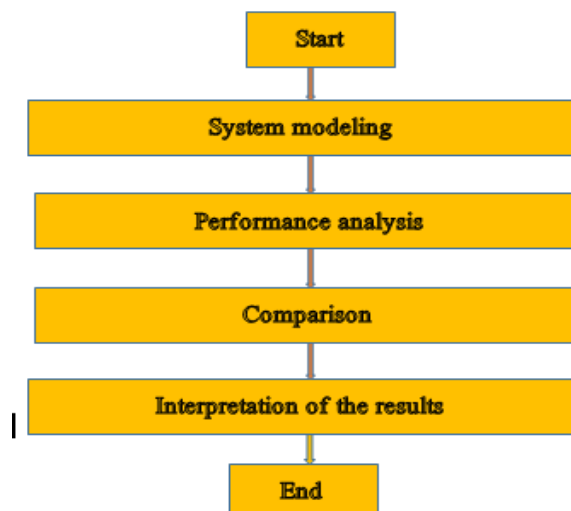 Start
System modeling
Performance analysis
Comparison
Interpretation of the results
End